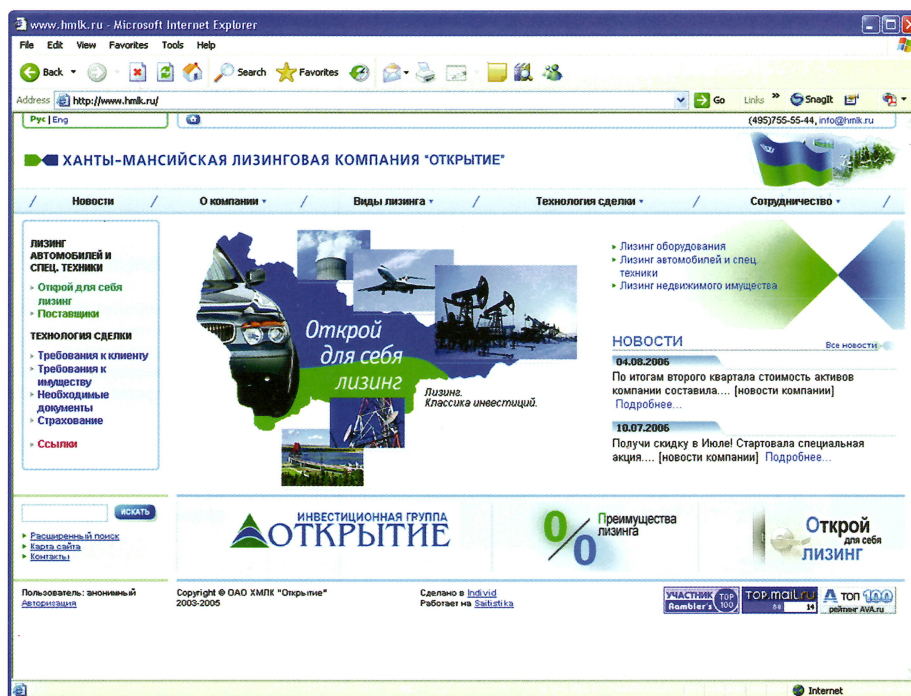 www.hmlk.ru - Microsoft Internet Explorer
File Edit View Favorites Tools Help
Back Search Favorites
Address http://www.hmlk.ru/ Go Links » SnagIt
Рус | Eng (495)755-55-44, info@hmlk.ru
ХАНТЫ-МАНСИЙСКАЯ ЛИЗИНГОВАЯ КОМПАНИЯ "ОТКРЫТИЕ"
/ Новости / О компании / Виды лизинга / Технология сделки / Сотрудничество /
ЛИЗИНГ
АВТОМОБИЛЕЙ И
СПЕЦ. ТЕХНИКИ
Открой для себя
лизинг
Поставщики
ТЕХНОЛОГИЯ СДЕЛКИ
Требования к клиенту
Требования к
имуществу
Необходимые
документы
Страхование
Ссылки
Открой
для себя
лизинг
Лизинг.
Классика инвестиций.
Лизинг оборудования
Лизинг автомобилей и спец.
техники
Лизинг недвижимого имущества
НОВОСТИ Все новости
04.08.2006
По итогам второго квартала стоимость активов
компании составила.... [новости компании]
Подробнее...
10.07.2006
Получи скидку в Июле! Стартовала специальная
акция.... [новости компании] Подробнее...
ИСКАТЬ
Расширенный поиск
Карта сайта
Контакты
ИНВЕСТИЦИОННАЯ ГРУППА
ОТКРЫТИЕ
0/0 Преимущества
лизинга
Открой
для себя
ЛИЗИНГ
Пользователь: анонимный
Авторизация
Copyright © ОАО ХМЛК "Открытие"
2003-2005
Сделано в Individ
Работает на Saitistika
УЧАСТНИК
Rambler's
TOP
100
TOP.mail.ru
14
А ТОП 100
рейтинг AVA.ru
Internet